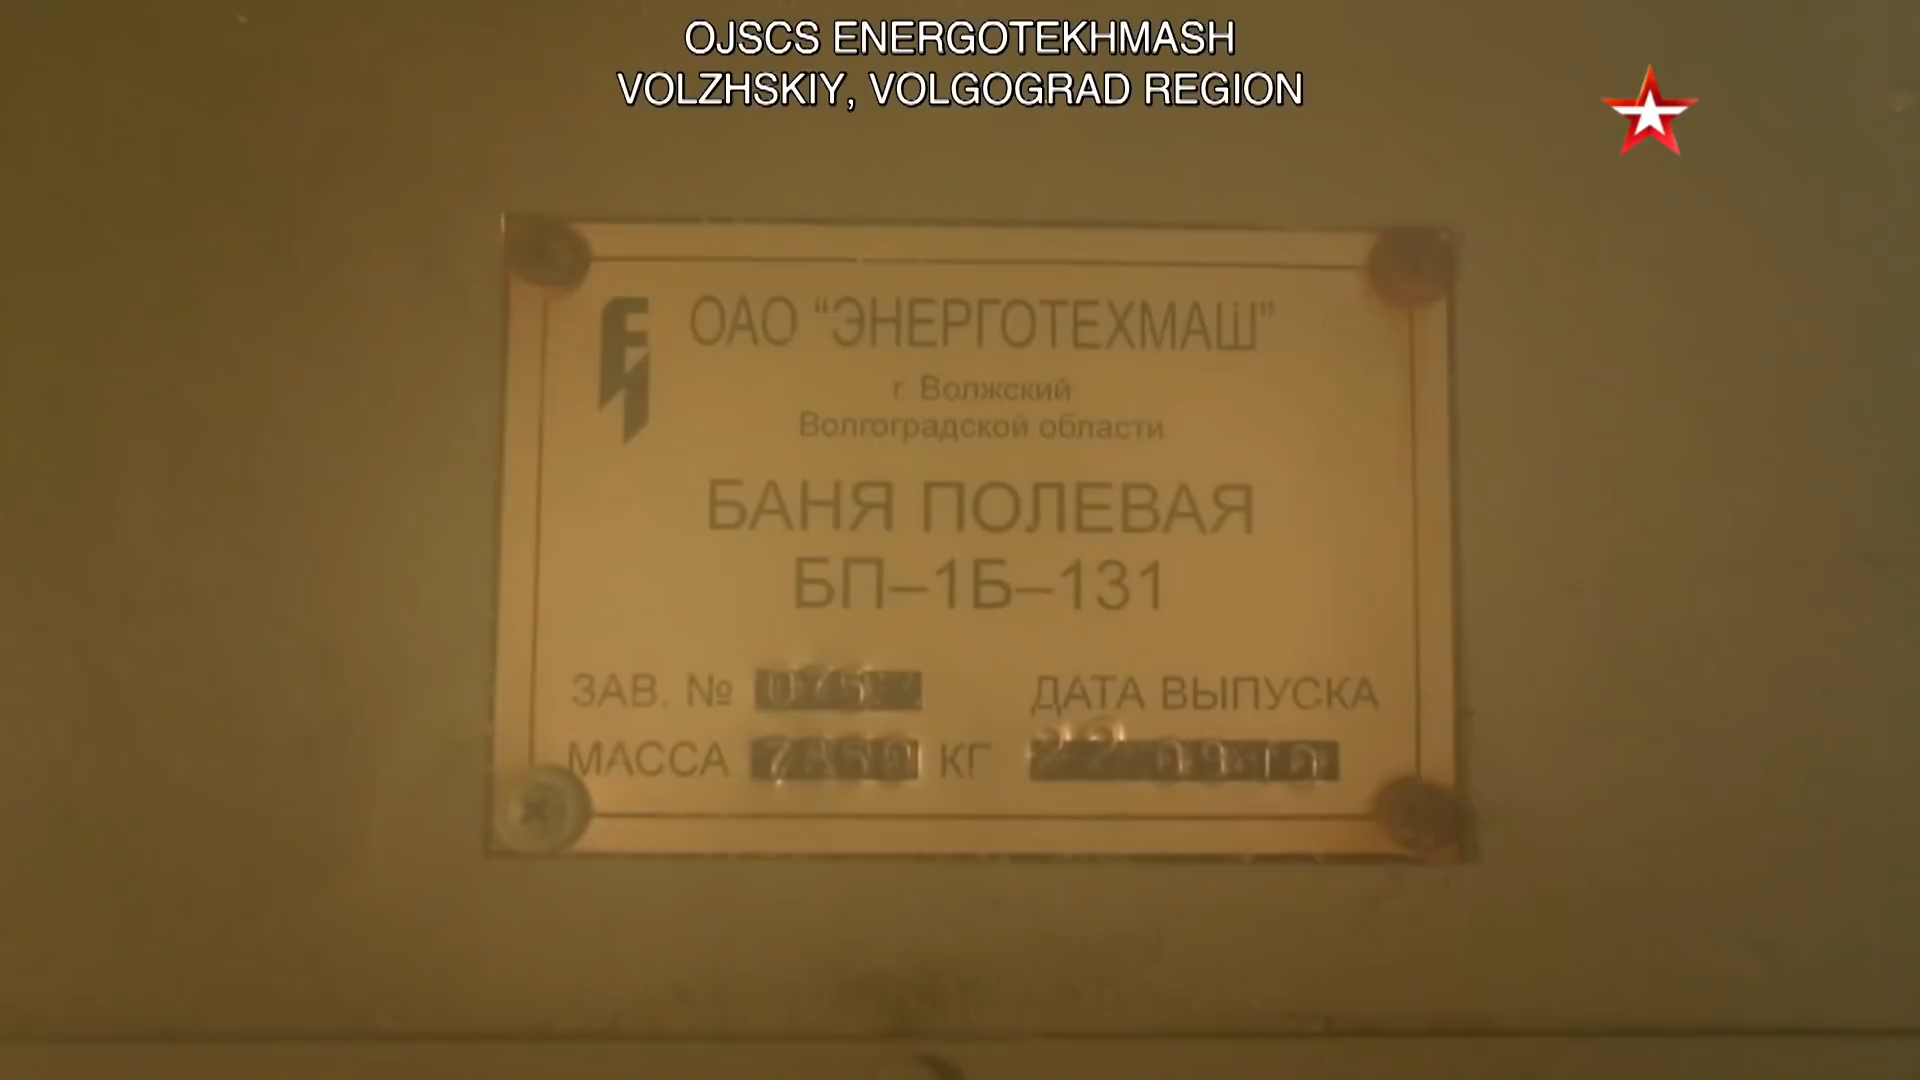 OJSCS ENERGOTEKHMASH
VOLZHSKIY, VOLGOGRAD REGION
ОАО “ЭНЕРГОТЕХМАШ”
г. Волжский
Волгоградской области
БАНЯ ПОЛЕВАЯ
БП–1Б–131
ЗАВ. №
ДАТА ВЫПУСКА
МАССА КГ